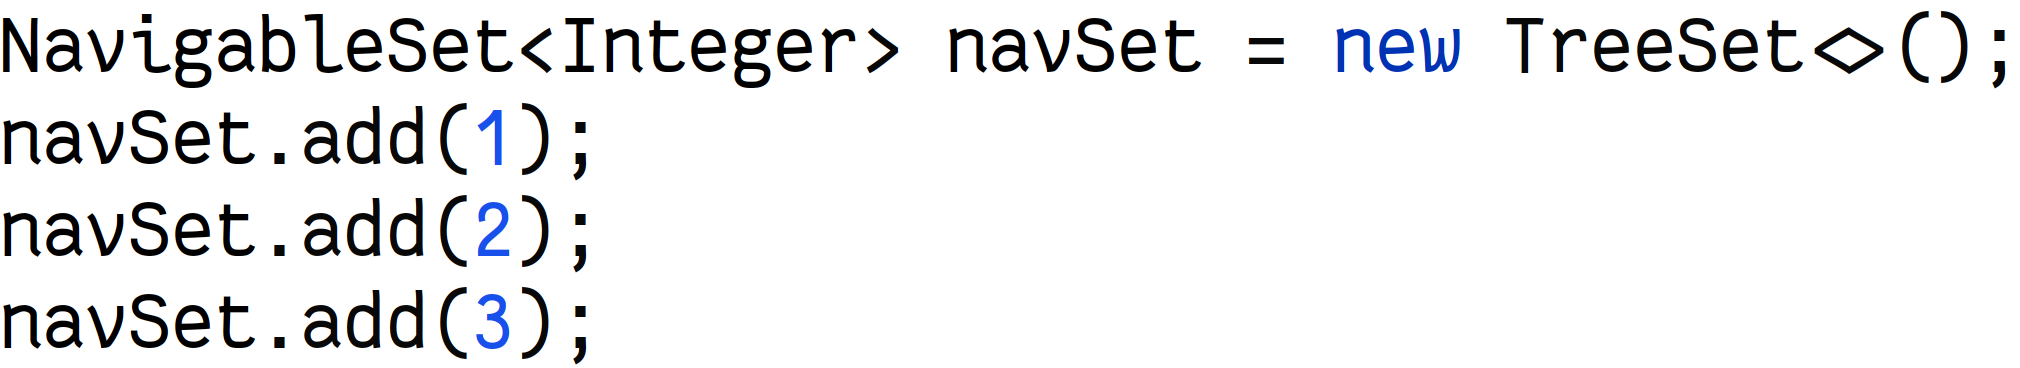 NavigableSet<Integer> navSet = new TreeSet<>();
navSet.add(1);
navSet.add(2);
navSet.add(3);